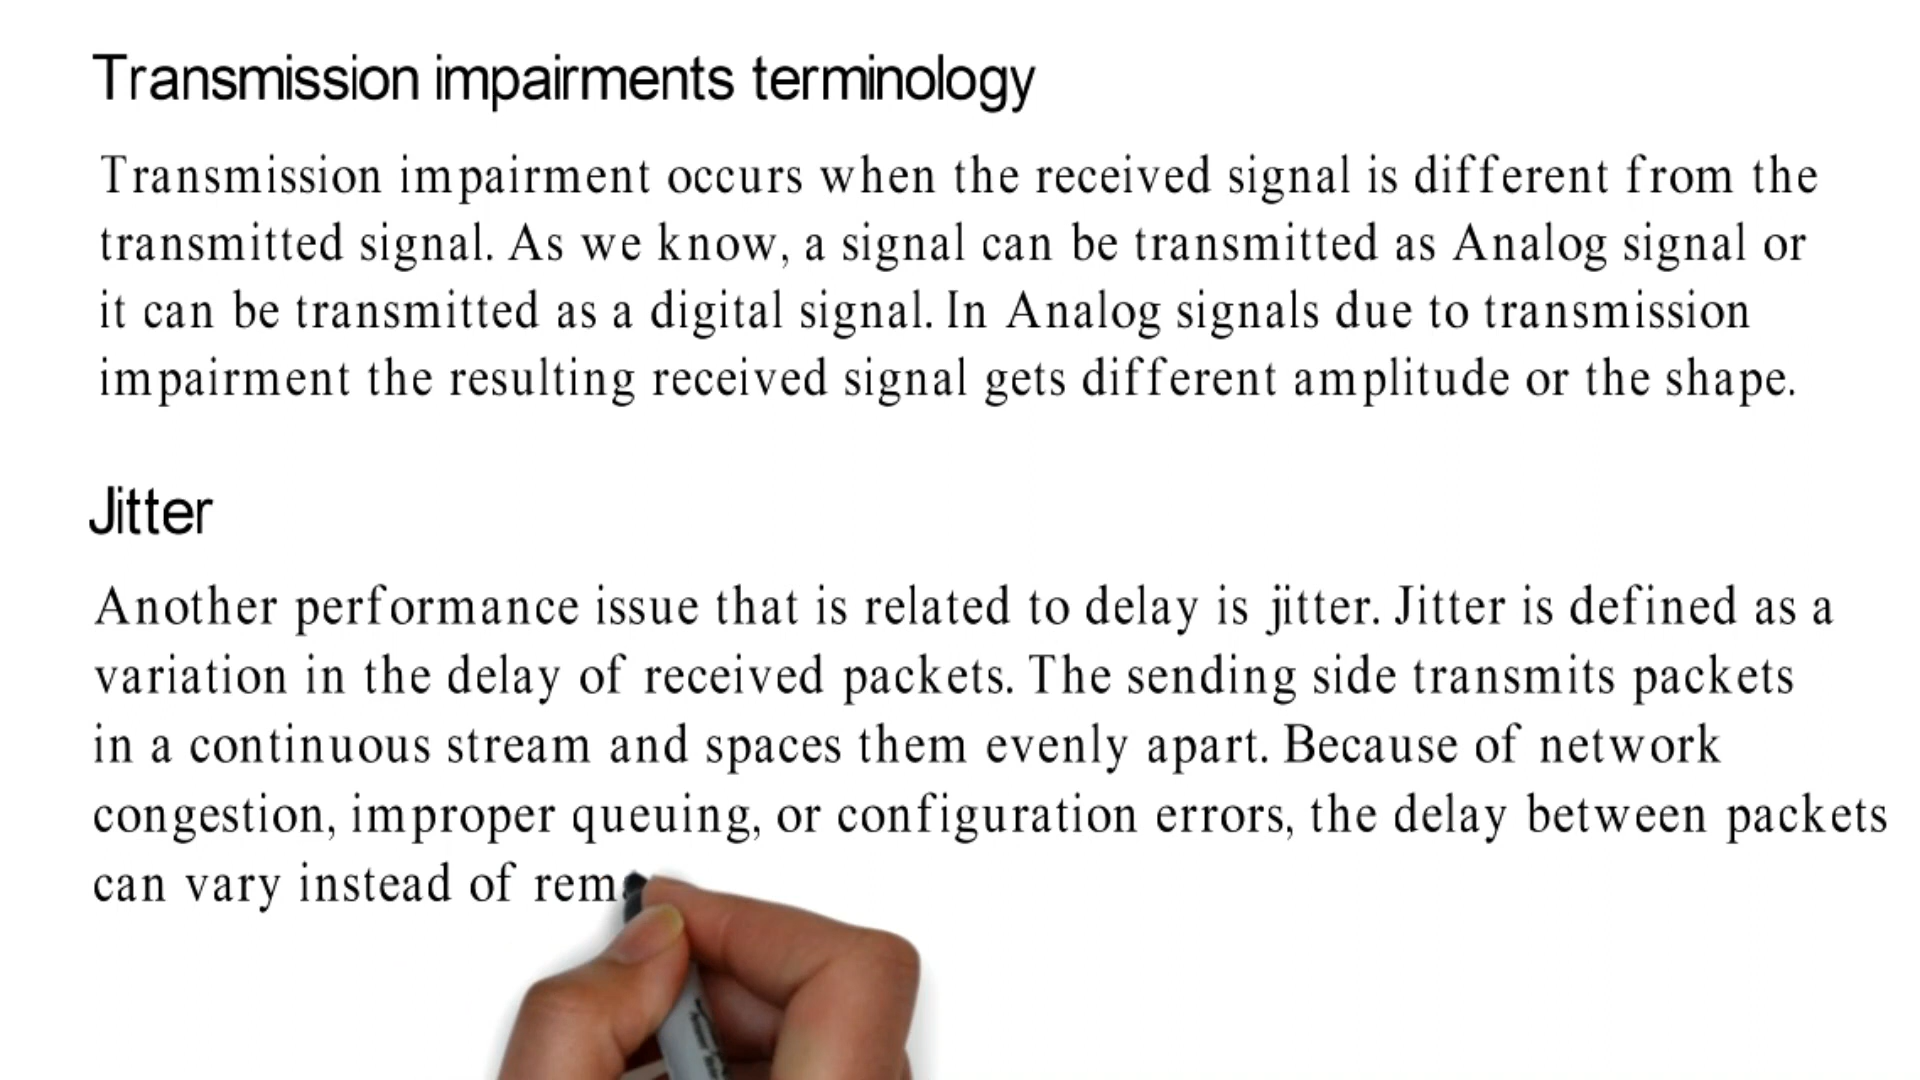 Transmission impairments terminology
Transmission impairment occurs when the received signal is different from the
transmitted signal. As we know, a signal can be transmitted as Analog signal or
it can be transmitted as a digital signal. In Analog signals due to transmission
impairment the resulting received signal gets different amplitude or the shape.
Jitter
Another performance issue that is related to delay is jitter. Jitter is defined as a
variation in the delay of received packets. The sending side transmits packets
in a continuous stream and spaces them evenly apart. Because of network
congestion, improper queuing, or configuration errors, the delay between packets
can vary instead of rem